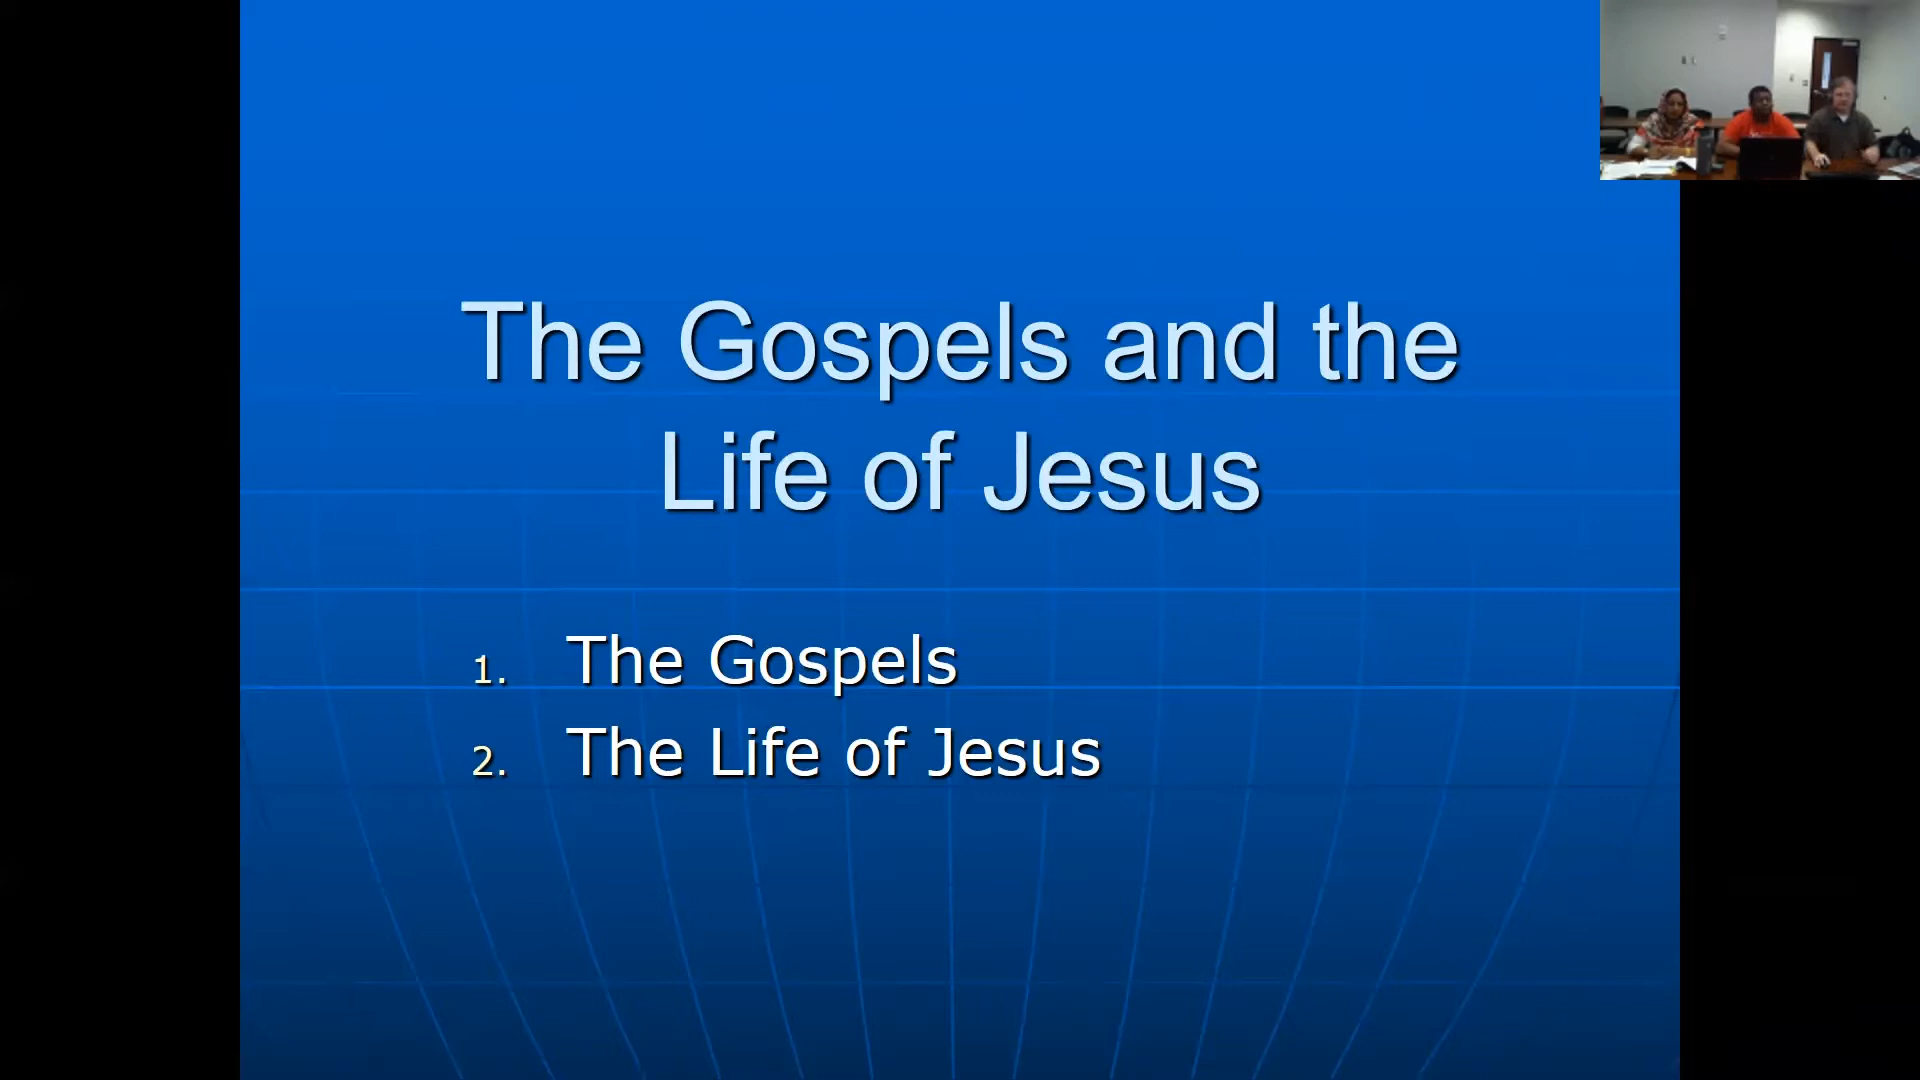 The Gospels and the
Life of Jesus
1. The Gospels
2. The Life of Jesus